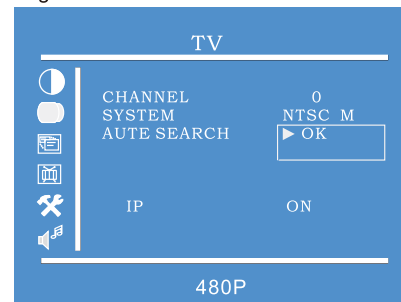 TV
CHANNEL 0
SYSTEM NTSC M
AUTE SEARCH ▶ OK
IP ON
480P